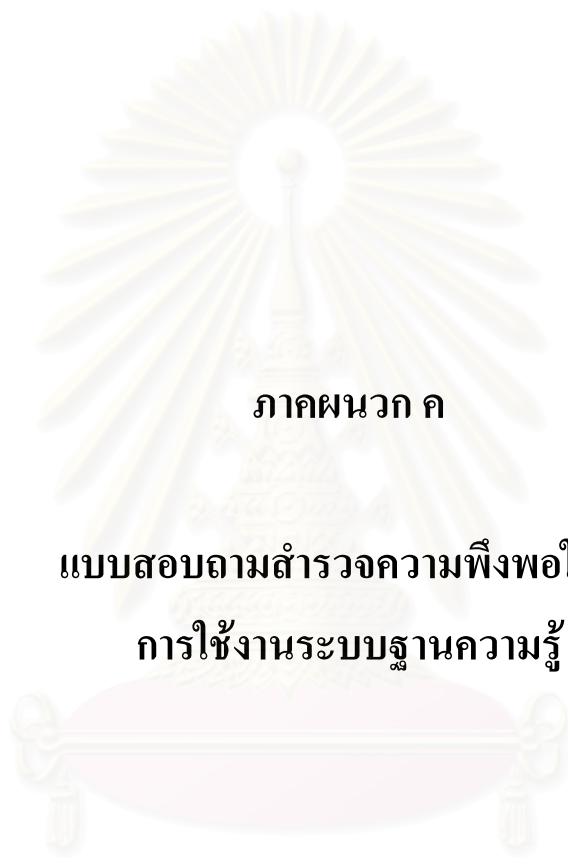 ภาคผนวก ค
แบบสอบถามสำรวจความพึงพอ
การใช้งานระบบฐานความรู้